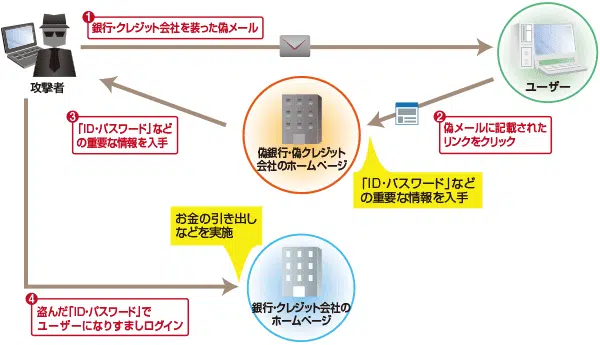 ❶
銀行・クレジット会社を装った偽メール
攻撃者
ユーザー
❸
「ID・パスワード」など
の重要な情報を入手
❷
偽メールに記載された
リンクをクリック
偽銀行・偽クレジット
会社のホームページ
「ID・パスワード」など
の重要な情報を入手
お金の引き出し
などを実施
❹
盗んだ「ID・パスワード」で
ユーザーになりすましログイン
銀行・クレジット会社の
ホームページ